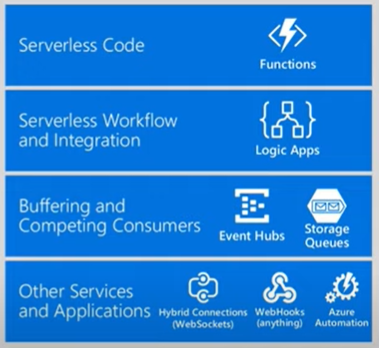 Serverless Code
Functions
Serverless Workflow
and Integration
Logic Apps
Buffering and
Competing Consumers
Event Hubs
Storage
Queues
Other Services
and Applications
Hybrid Connections
(WebSockets)
WebHooks
(anything)
Azure
Automation